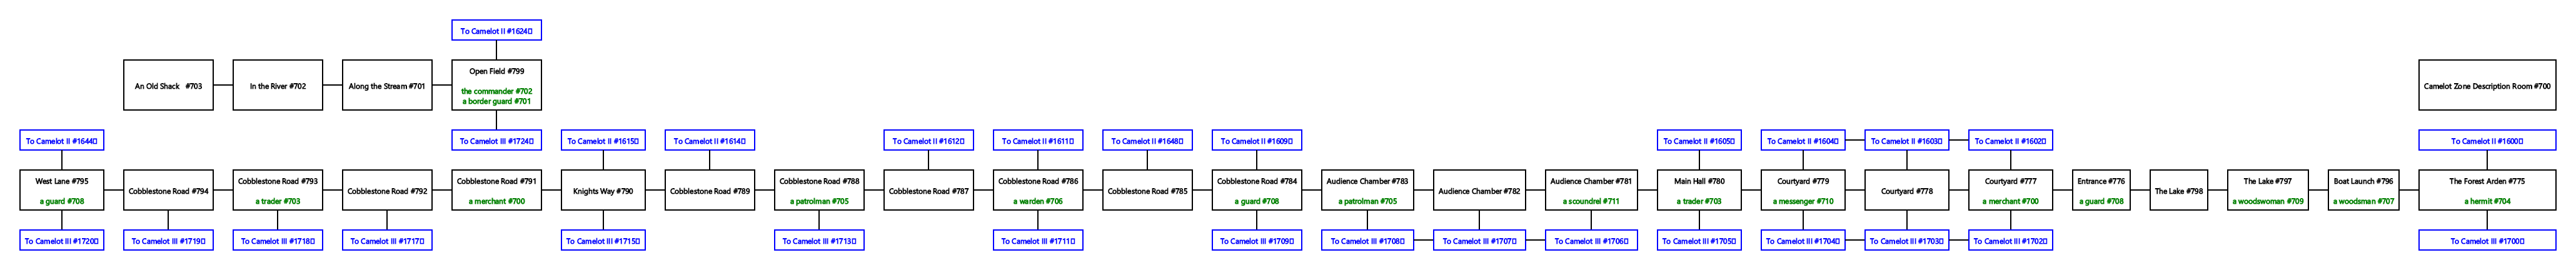 To Camelot II #1624
An Old Shack #703
In the River #702
Along the Stream #701
Open Field #799
the commander #702
a border guard #701
Camelot Zone Description Room #700
To Camelot II #1644
To Camelot III #1724
To Camelot II #1615
To Camelot II #1614
To Camelot II #1612
To Camelot II #1611
To Camelot II #1648
To Camelot II #1609
To Camelot II #1605
To Camelot II #1604
To Camelot II #1603
To Camelot II #1602
To Camelot II #1600
West Lane #795
a guard #708
Cobblestone Road #794
Cobblestone Road #793
a trader #703
Cobblestone Road #792
Cobblestone Road #791
a merchant #700
Knights Way #790
Cobblestone Road #789
Cobblestone Road #788
a patrolman #705
Cobblestone Road #787
Cobblestone Road #786
a warden #706
Cobblestone Road #785
Cobblestone Road #784
a guard #708
Audience Chamber #783
a patrolman #705
Audience Chamber #782
Audience Chamber #781
a scoundrel #711
Main Hall #780
a trader #703
Courtyard #779
a messenger #710
Courtyard #778
Courtyard #777
a merchant #700
Entrance #776
a guard #708
The Lake #798
The Lake #797
a woodswoman #709
Boat Launch #796
a woodsman #707
The Forest Arden #775
a hermit #704
To Camelot III #1720
To Camelot III #1719
To Camelot III #1718
To Camelot III #1717
To Camelot III #1715
To Camelot III #1713
To Camelot III #1711
To Camelot III #1709
To Camelot III #1708
To Camelot III #1707
To Camelot III #1706
To Camelot III #1705
To Camelot III #1704
To Camelot III #1703
To Camelot III #1702
To Camelot III #1700